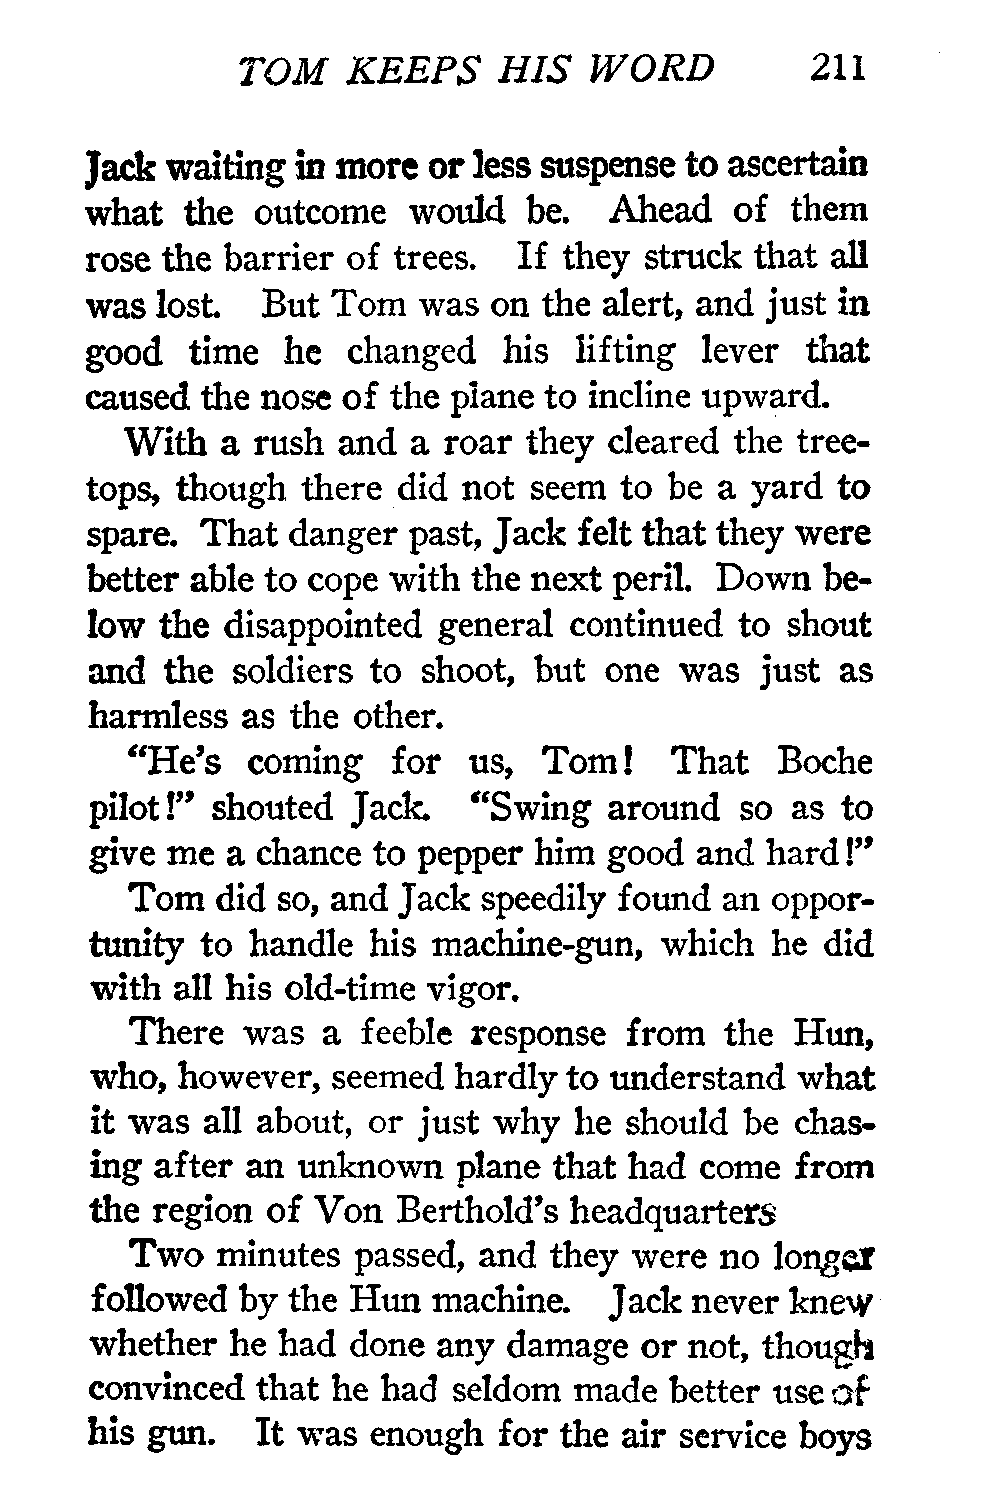 TOM KEEPS HIS WORD 211
Jack waiting in more or less suspense to ascertain
what the outcome would be. Ahead of them
rose the barrier of trees. If they struck that all
was lost. But Tom was on the alert, and just in
good time he changed his lifting lever that
caused the nose of the plane to incline upward.
With a rush and a roar they cleared the tree-
tops, though there did not seem to be a yard to
spare. That danger past, Jack felt that they were
better able to cope with the next peril. Down be-
low the disappointed general continued to shout
and the soldiers to shoot, but one was just as
harmless as the other.
“He’s coming for us, Tom! That Boche
pilot!” shouted Jack. “Swing around so as to
give me a chance to pepper him good and hard!”
Tom did so, and Jack speedily found an oppor-
tunity to handle his machine-gun, which he did
with all his old-time vigor.
There was a feeble response from the Hun,
who, however, seemed hardly to understand what
it was all about, or just why he should be chas-
ing after an unknown plane that had come from
the region of Von Berthold’s headquarters
Two minutes passed, and they were no longer
followed by the Hun machine. Jack never knew
whether he had done any damage or not, though
convinced that he had seldom made better use of
his gun. It was enough for the air service boys